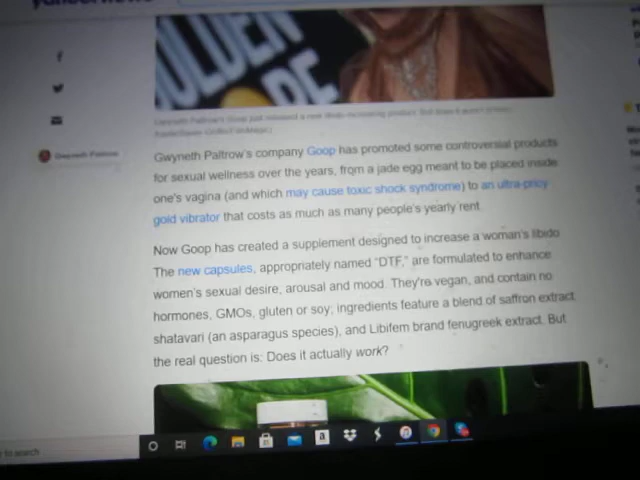 OLDEN
Gwyneth Paltrow
Gwyneth Paltrow's company Goop has promoted some controversial products
for sexual wellness over the years, from a jade egg meant to be placed inside
one's vagina (and which may cause toxic shock syndrome) to an ultra-pricy
gold vibrator that costs as much as many people's yearly rent.
Now Goop has created a supplement designed to increase a woman's libido.
The new capsules, appropriately named "DTF," are formulated to enhance
women's sexual desire, arousal and mood. They're vegan, and contain no
hormones, GMOs, gluten or soy; ingredients feature a blend of saffron extract,
shatavari (an asparagus species), and Libifem brand fenugreek extract. But
the real question is: Does it actually work?
to search